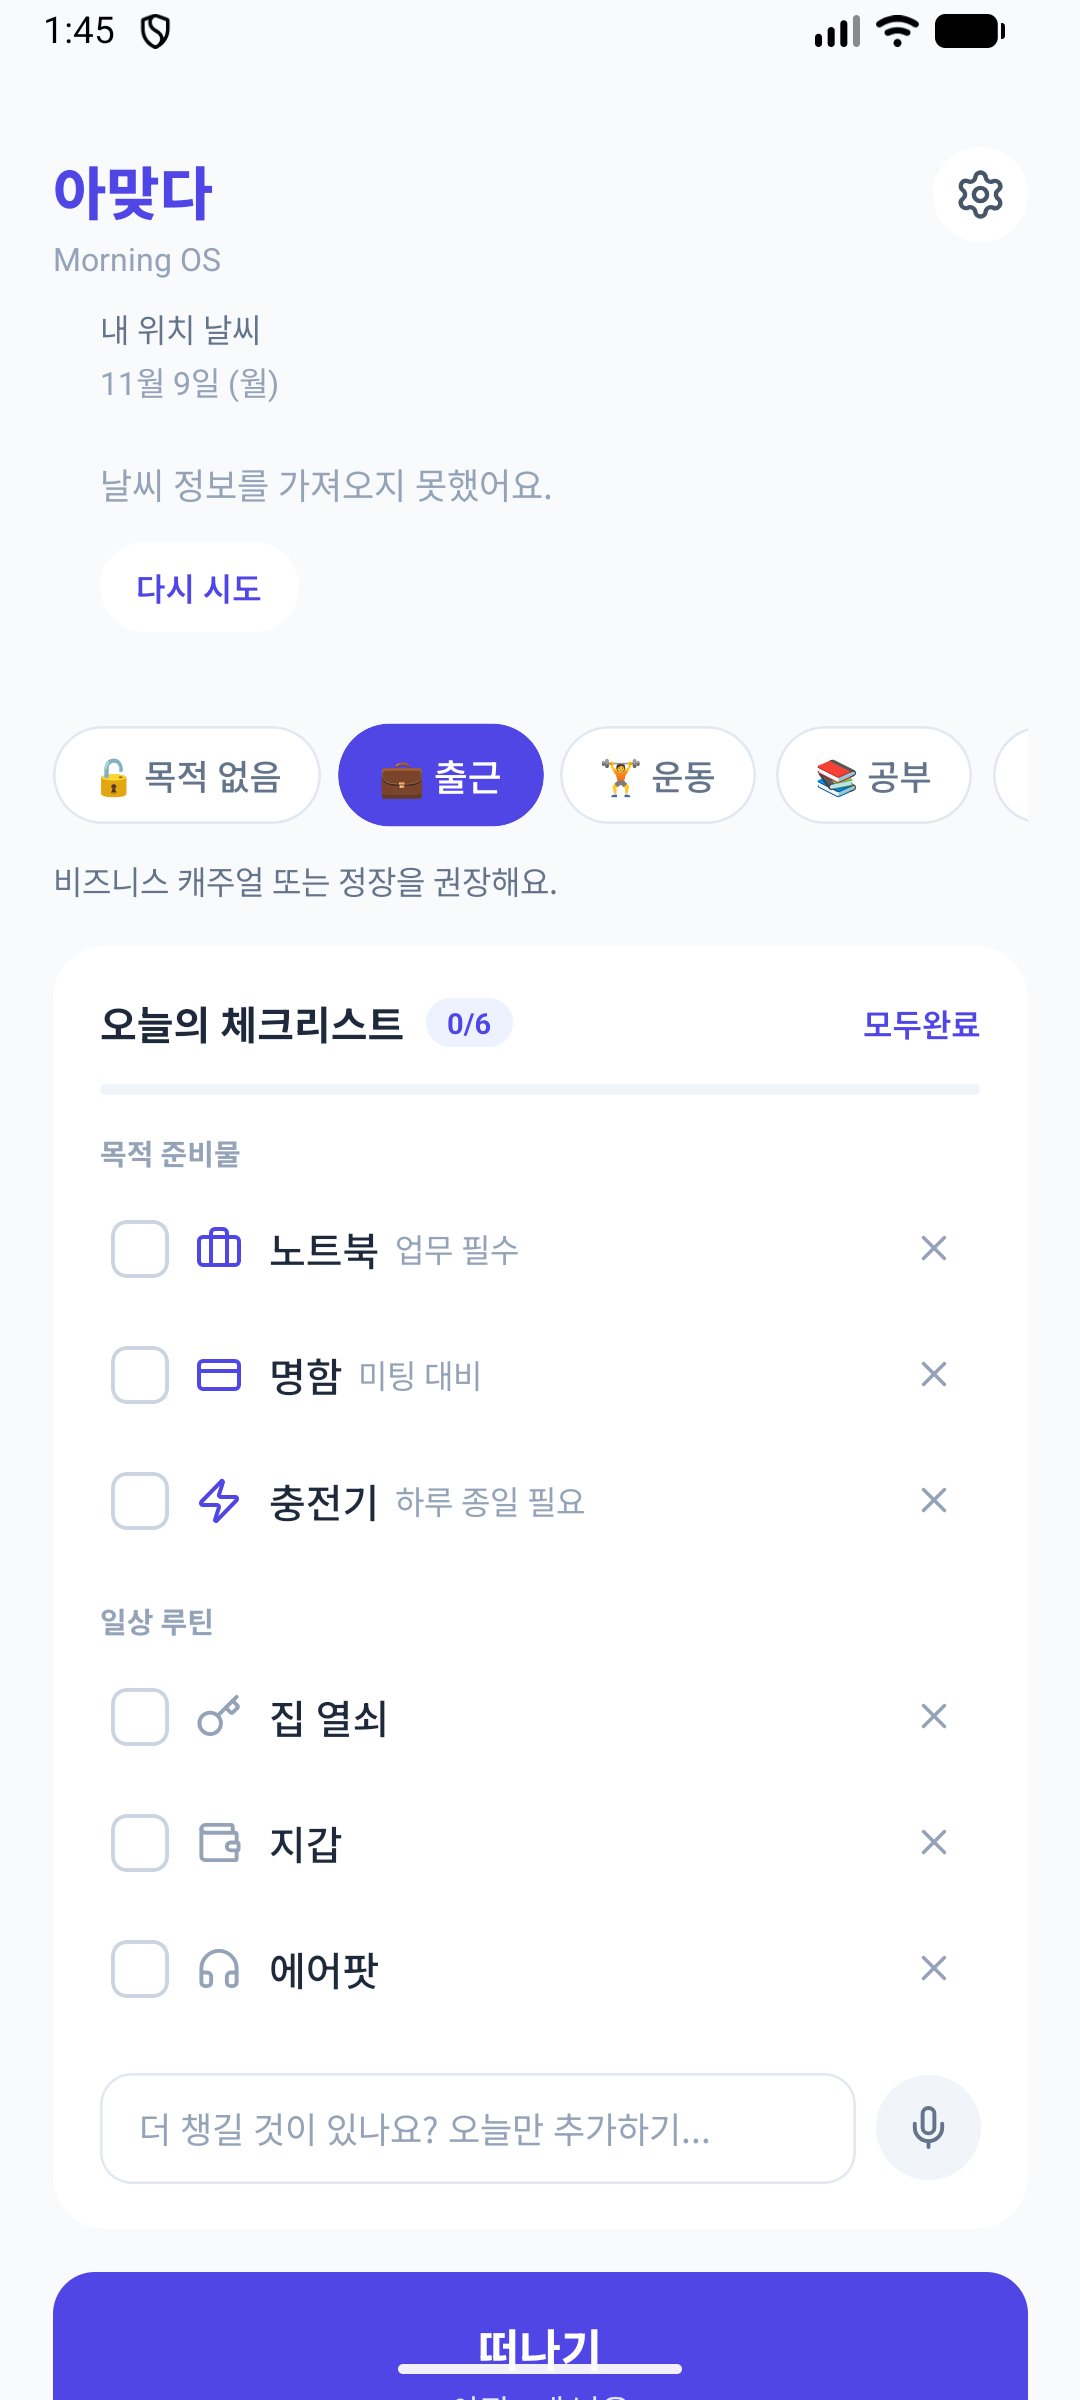 1:45
아맞다
Morning OS
내 위치 날씨
11월 9일 (월)
날씨 정보를 가져오지 못했어요.
다시 시도
목적 없음 출근 운동 공부
비즈니스 캐주얼 또는 정장을 권장해요.
오늘의 체크리스트 0/6 모두완료
목적 준비물
노트북 업무 필수
명함 미팅 대비
충전기 하루 종일 필요
일상 루틴
집 열쇠
지갑
에어팟
더 챙길 것이 있나요? 오늘만 추가하기...
떠나기